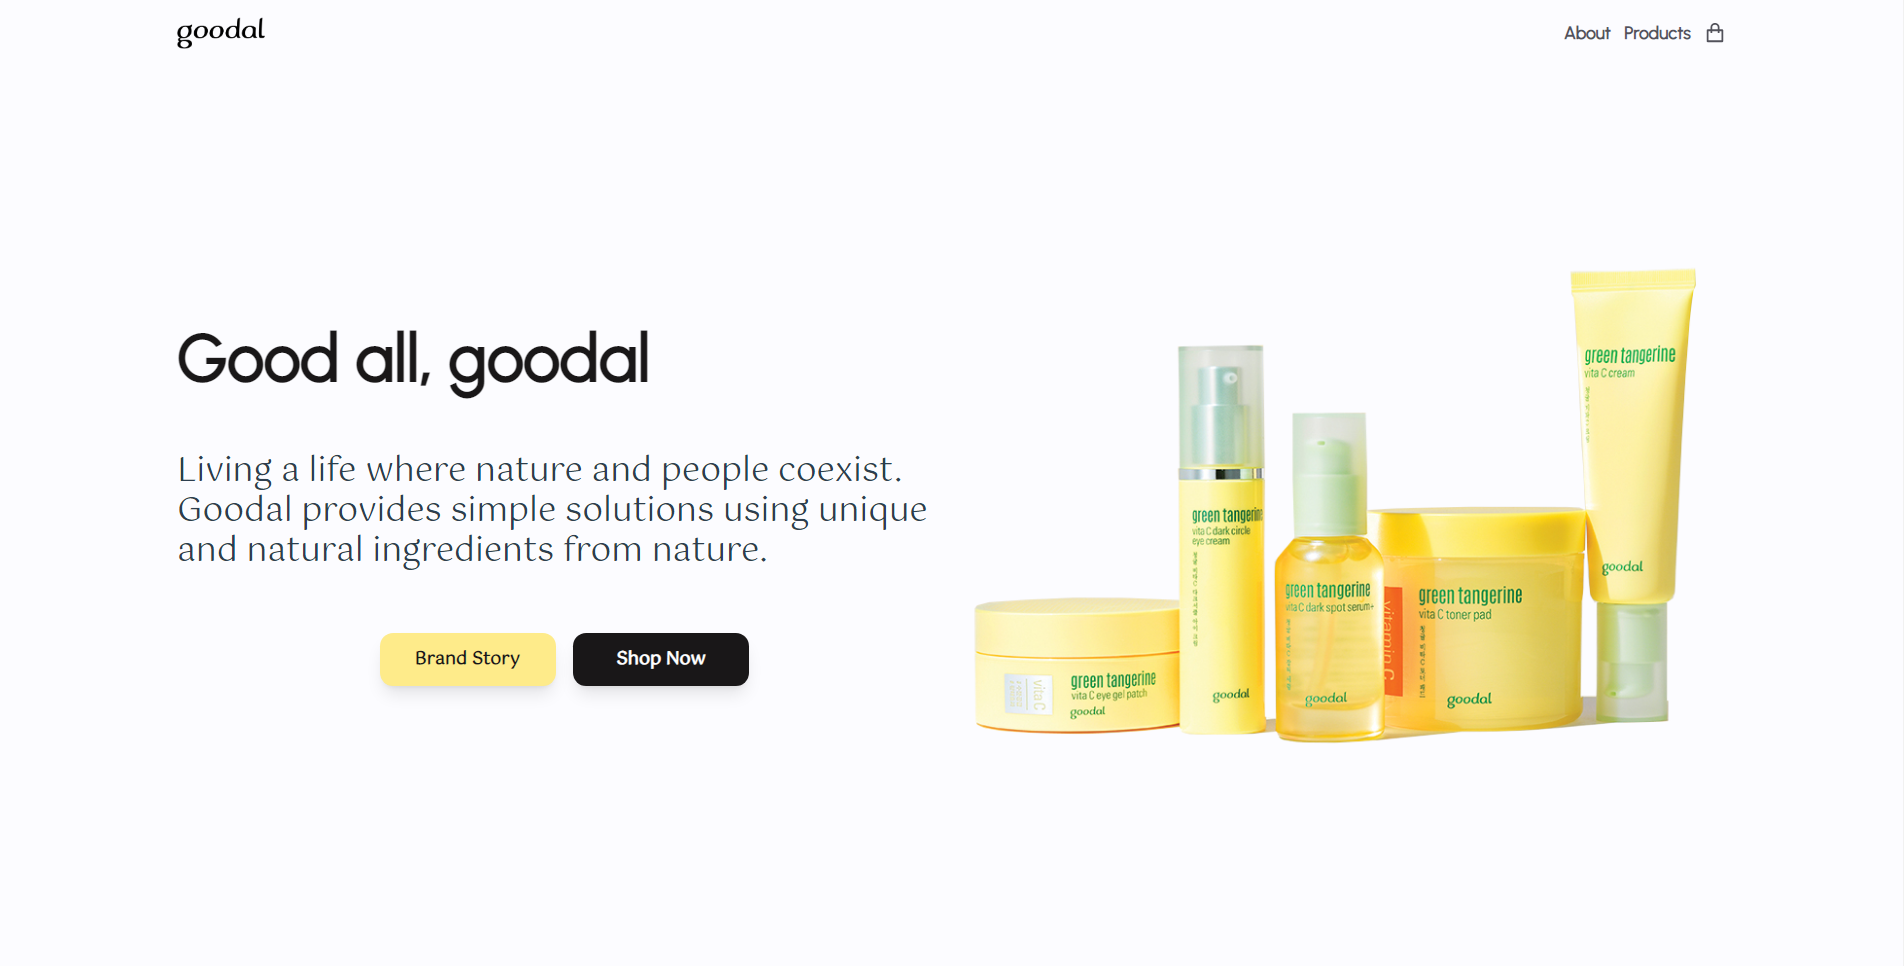 goodal
About Products
Good all, goodal
Living a life where nature and people coexist.
Goodal provides simple solutions using unique
and natural ingredients from nature.
Brand Story
Shop Now
vita C
green tangerine
vita C eye gel patch
goodal
green tangerine
vita C dark circle
eye cream
goodal
green tangerine
vita C dark spot serum+
goodal
vitamin C
green tangerine
vita C toner pad
goodal
green tangerine
vita C cream
goodal